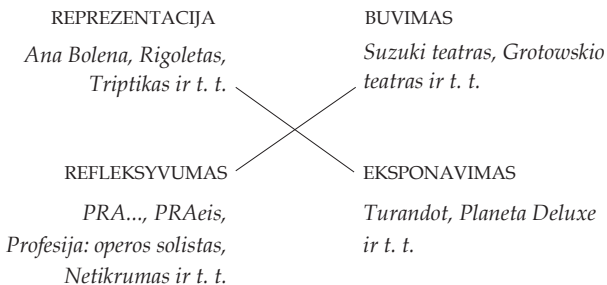 REPREZENTACIJA
Ana Bolena, Rigoletas,
Triptikas ir t. t.
BUVIMAS
Suzuki teatras, Grotowskio
teatras ir t. t.
REFLEKSYVUMAS
PRA..., PRAeis,
Profesija: operos solistas,
Netikrumas ir t. t.
EKSPONAVIMAS
Turandot, Planeta Deluxe
ir t. t.